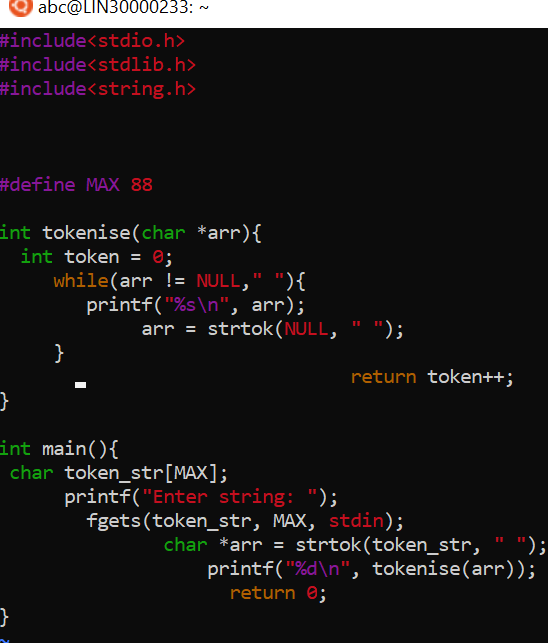 abc@LIN30000233: ~
#include<stdio.h>
#include<stdlib.h>
#include<string.h>
#define MAX 88
int tokenise(char *arr){
int token = 0;
while(arr != NULL," "){
printf("%s\n", arr);
arr = strtok(NULL, " ");
}
return token++;
}
int main(){
char token_str[MAX];
printf("Enter string: ");
fgets(token_str, MAX, stdin);
char *arr = strtok(token_str, " ");
printf("%d\n", tokenise(arr));
return 0;
}
~